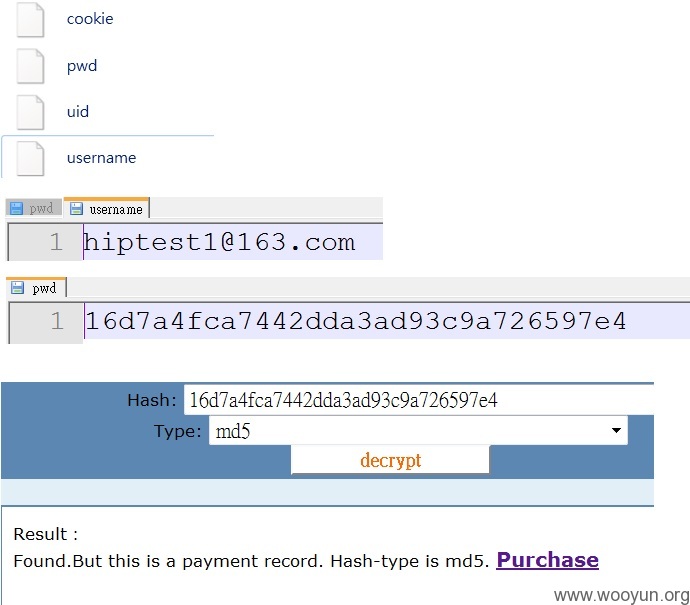 cookie
pwd
uid
username
pwd username
1 hiptest1@163.com
pwd
1 16d7a4fca7442dda3ad93c9a726597e4
Hash: 16d7a4fca7442dda3ad93c9a726597e4
Type: md5
decrypt
Result :
Found.But this is a payment record. Hash-type is md5. Purchase
www.wooyun.org